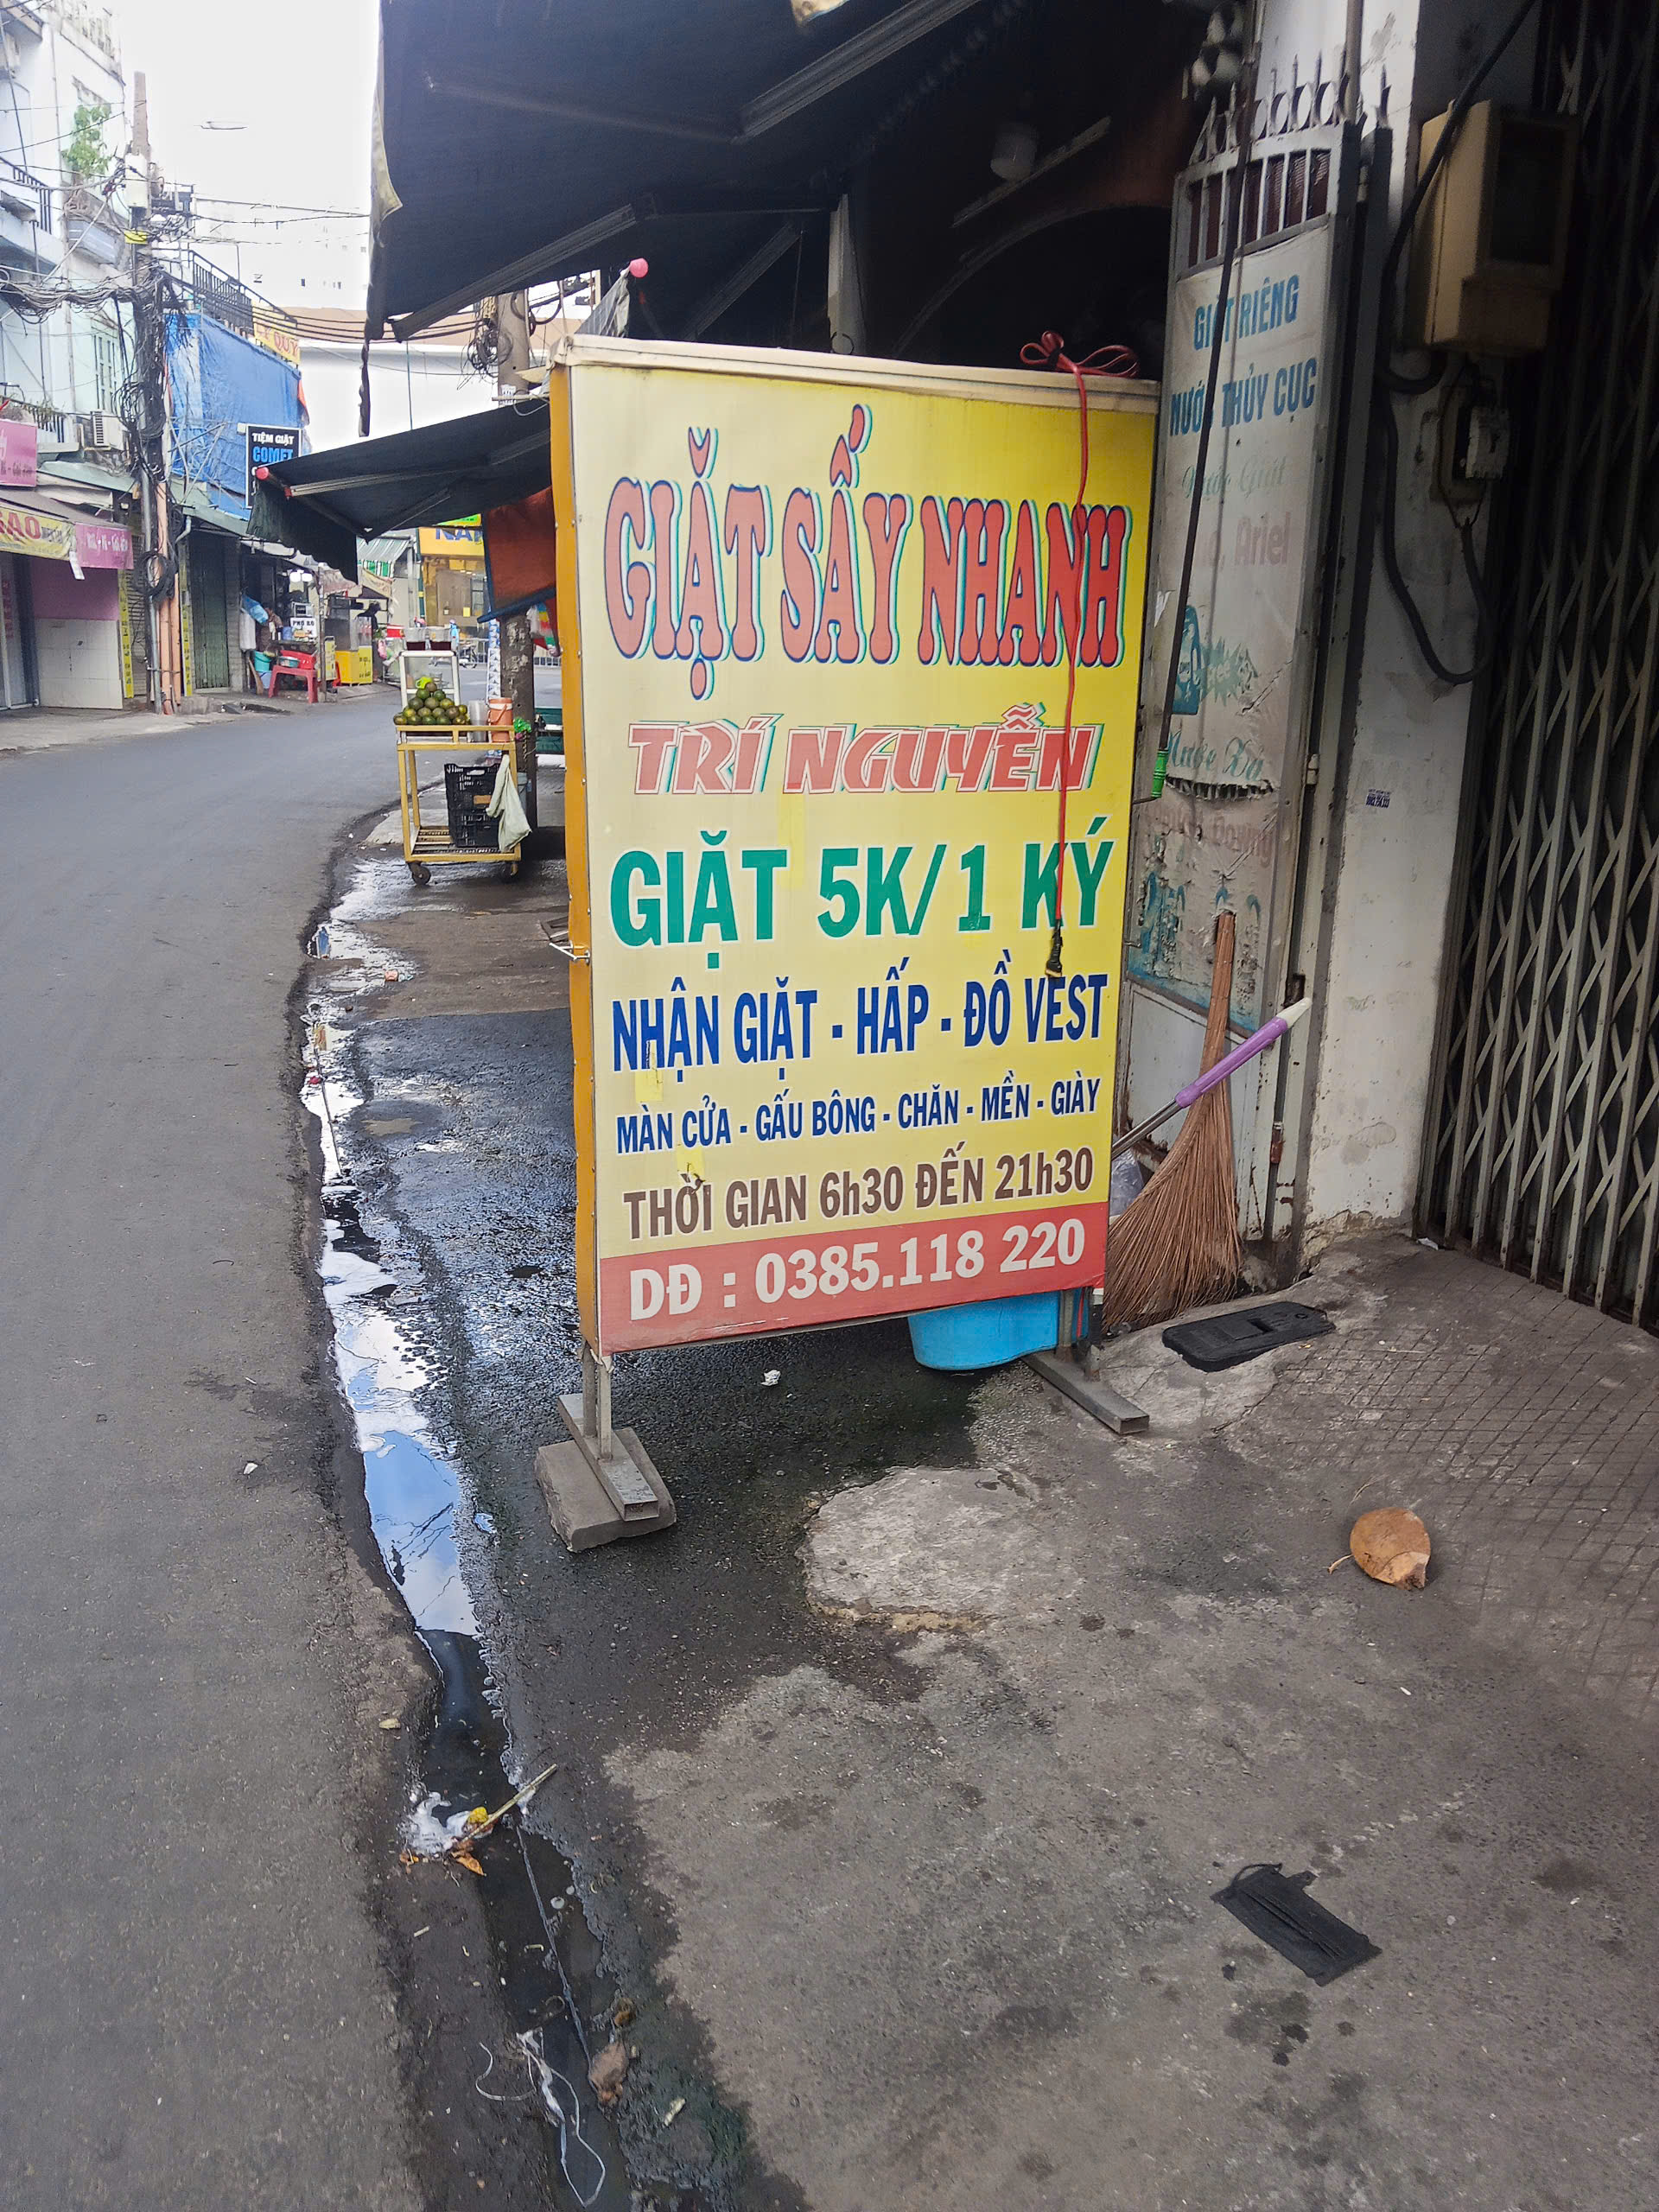 GIẶT SẤY NHANH
TRÍ NGUYỄN
GIẶT 5K/1 KÝ
NHẬN GIẶT - HẤP - ĐỒ VEST
MÀN CỬA - GẤU BÔNG - CHĂN - MỀN - GIÀY
THỜI GIAN 6h30 ĐẾN 21h30
DĐ : 0385.118 220
GIẶT RIÊNG
NƯỚC THỦY CỤC
Giặt
Ariel
TIỆM GIẶT
COMET